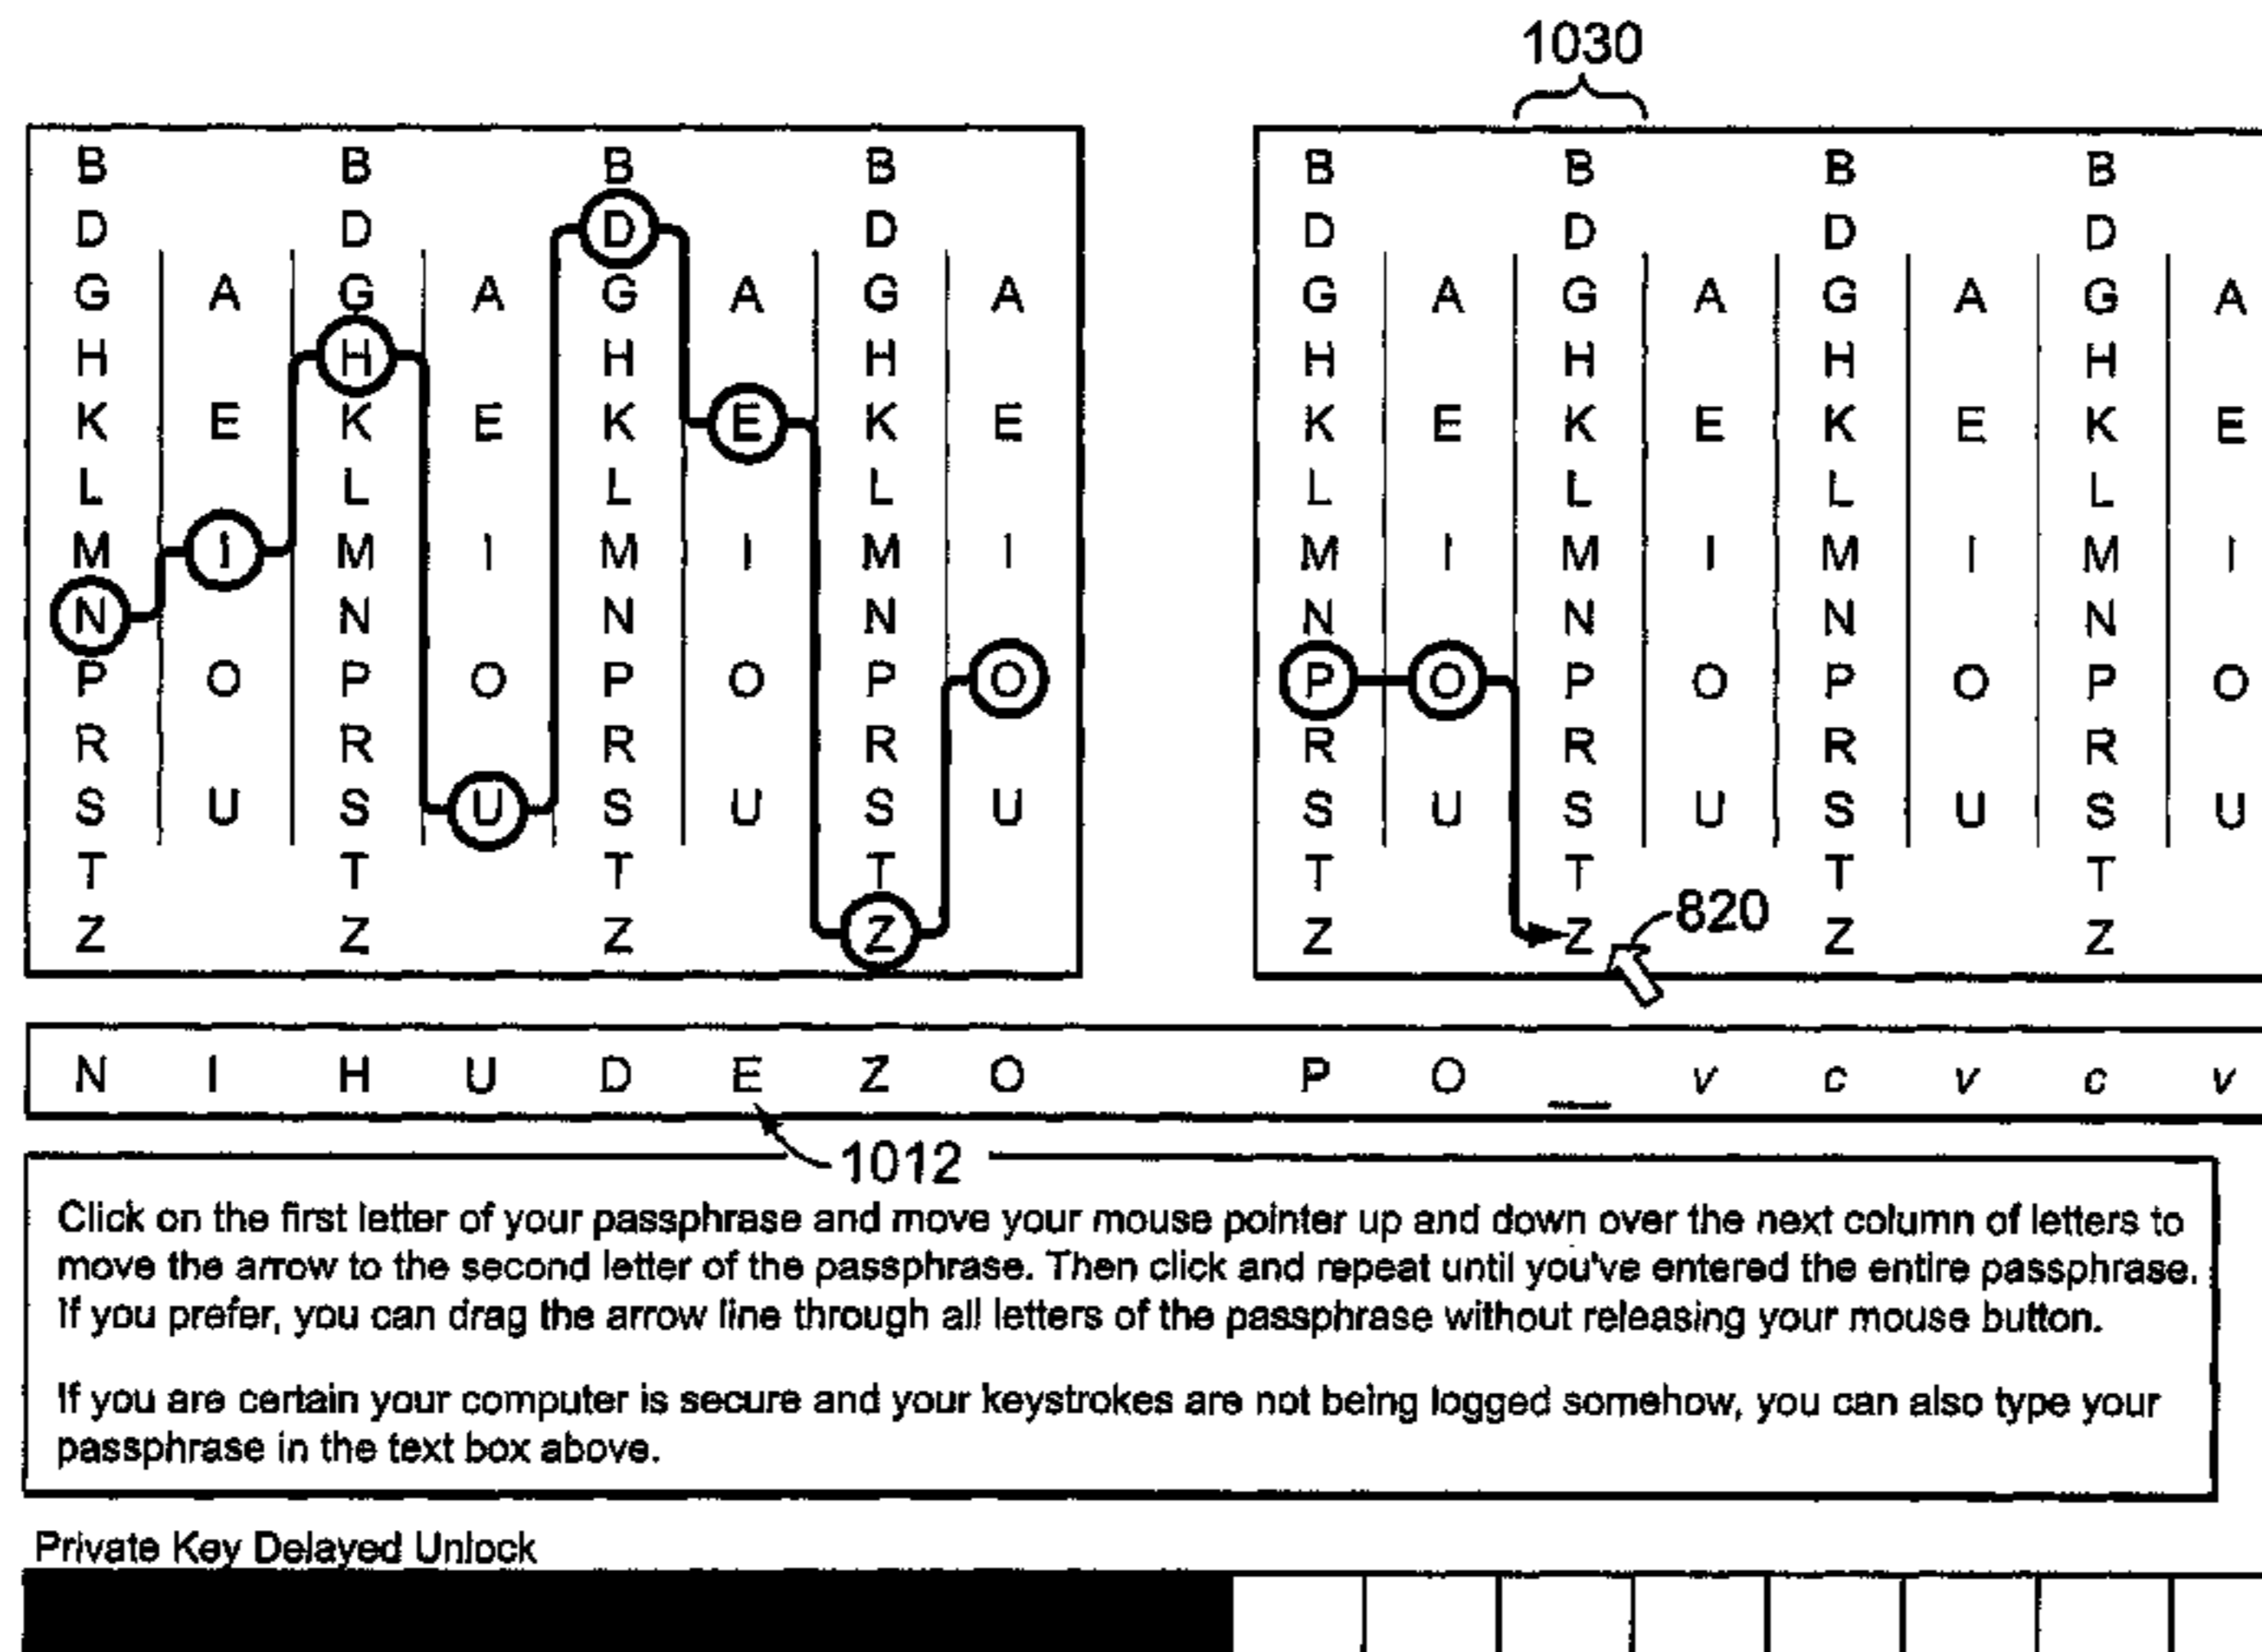 1030
B B B B B B B B
D D D D D D D D
G A G A G A G A G A G A G A G A
H H H H H H H H
K E K E K E K E K E K E K E K E
L L L L L L L L
M I M I M I M I M I M I M I M I
N N N N N N N N
P O P O P O P O P O P O P O P O
R R R R R R R R
S U S U S U S U S U S U S U S U
T T T T T T T T
Z Z Z Z Z Z Z Z
820
N I H U D E Z O P O _ v c v c v
1012
Click on the first letter of your passphrase and move your mouse pointer up and down over the next column of letters to
move the arrow to the second letter of the passphrase. Then click and repeat until you've entered the entire passphrase.
If you prefer, you can drag the arrow line through all letters of the passphrase without releasing your mouse button.
If you are certain your computer is secure and your keystrokes are not being logged somehow, you can also type your
passphrase in the text box above.
Private Key Delayed Unlock